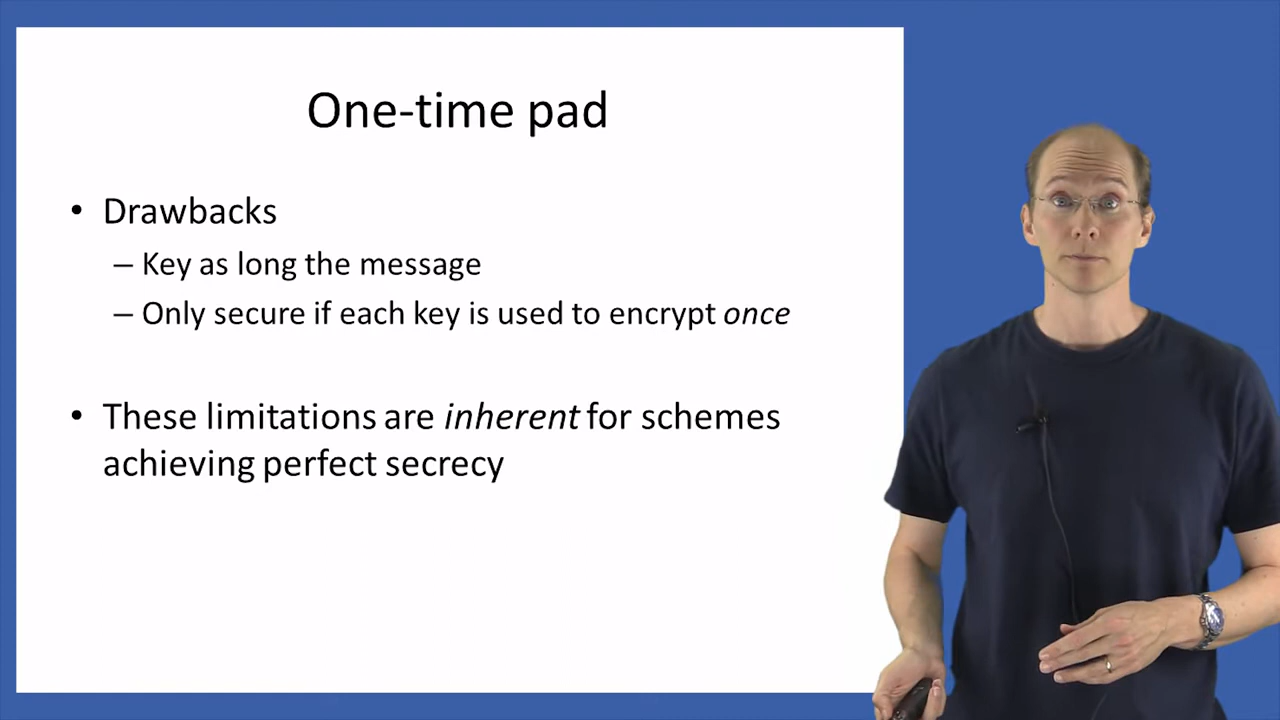 One-time pad
• Drawbacks
– Key as long the message
– Only secure if each key is used to encrypt once
• These limitations are inherent for schemes
achieving perfect secrecy